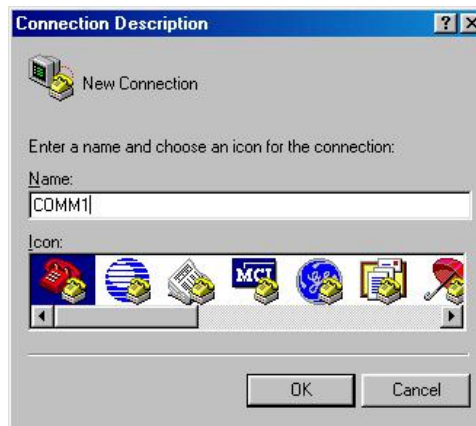 Connection Description
New Connection
Enter a name and choose an icon for the connection:
Name:
COMM1
Icon:
MCI
OK
Cancel